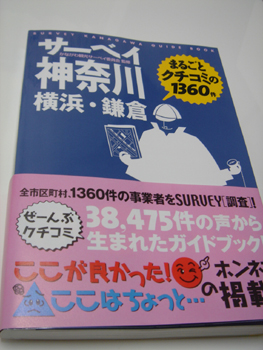 SURVEY KANAGAWA GUIDE BOOK
サーベイ
神奈川
横浜・鎌倉
まるごと
クチコミの
1360件
全市区町村、1360件の事業者をSURVEY[調査]!
ぜーんぶ
クチコミ
38,475件の声から
生まれたガイドブック!
ここが良かった!
ここはちょっと…
のホンネ
掲載